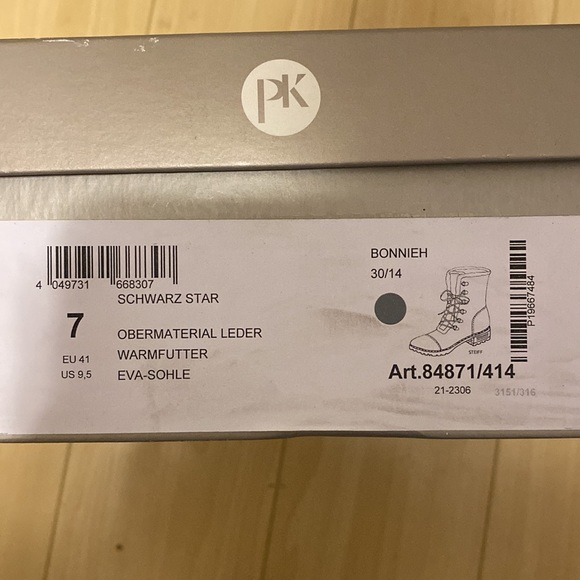 PK
4 049731 668307
SCHWARZ STAR
7
EU 41
US 9,5
OBERMATERIAL LEDER
WARMFUTTER
EVA-SOHLE
BONNIEH
30/14
STEIFF
P19667484
Art.84871/414
21-2306 3151/316